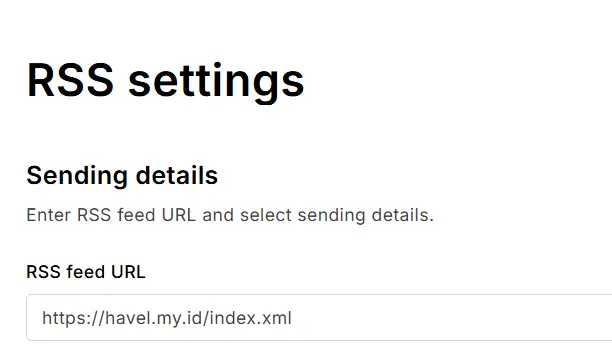 RSS settings
Sending details
Enter RSS feed URL and select sending details.
RSS feed URL
https://havel.my.id/index.xml